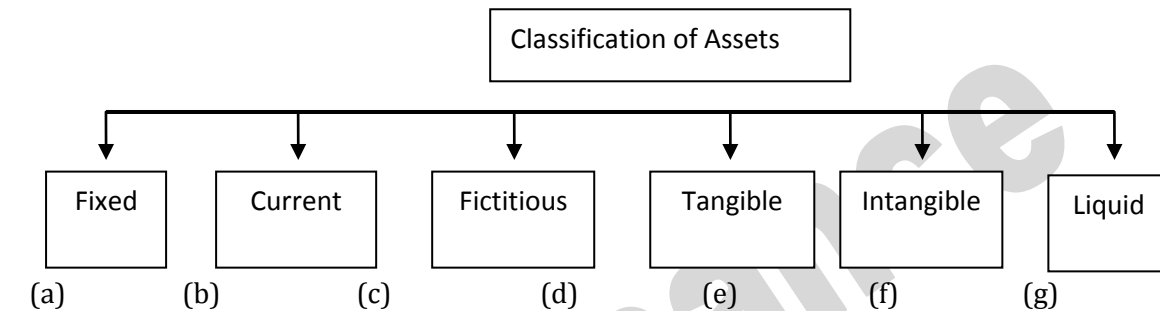 Classification of Assets
Fixed Current Fictitious Tangible Intangible Liquid
(a) (b) (c) (d) (e) (f) (g)